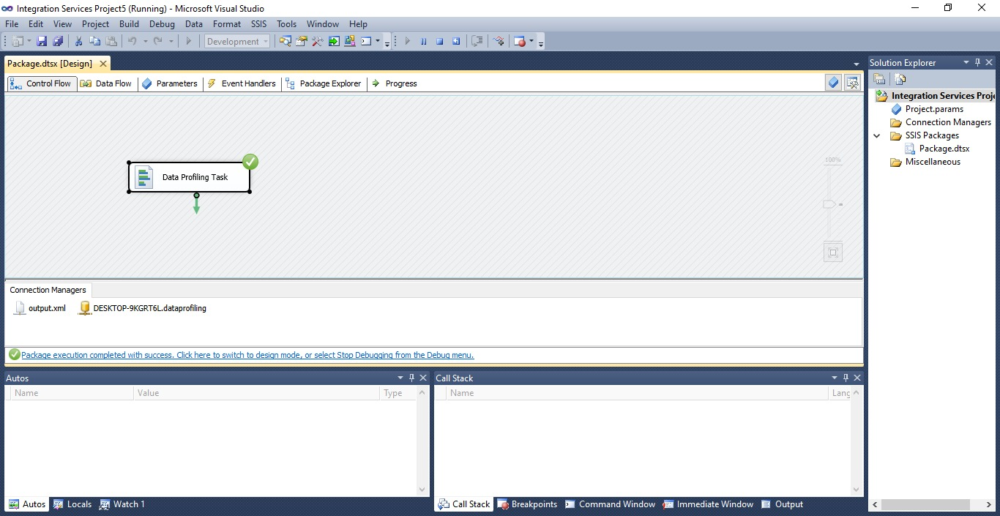 Integration Services Project5 (Running) - Microsoft Visual Studio
File Edit View Project Build Debug Data Format SSIS Tools Window Help
Development
Package.dtsx [Design]
Control Flow Data Flow Parameters Event Handlers Package Explorer Progress
Data Profiling Task
100%
Connection Managers
output.xml DESKTOP-9KGRT6L.dataprofiling
Package execution completed with success. Click here to switch to design mode, or select Stop Debugging from the Debug menu.
Autos
Name Value Type
Autos Locals Watch 1
Call Stack
Name Lang
Call Stack Breakpoints Command Window Immediate Window Output
Solution Explorer
Integration Services Proje
Project.params
Connection Managers
SSIS Packages
Package.dtsx
Miscellaneous